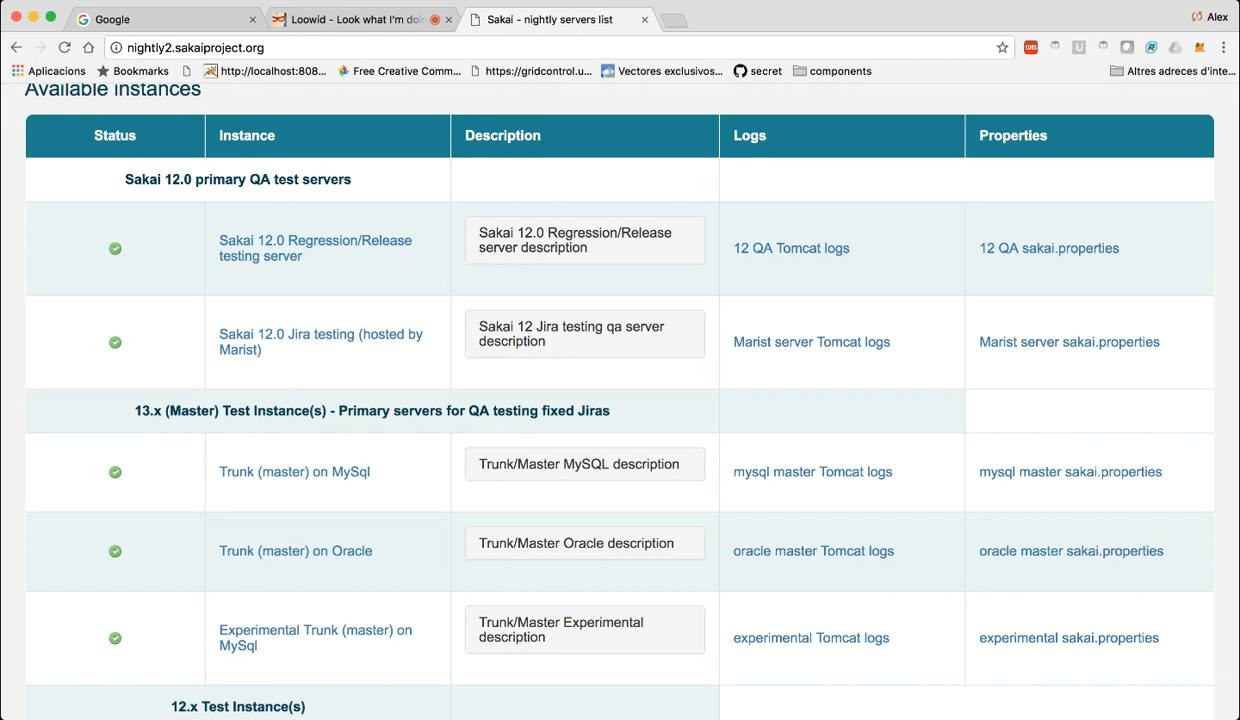 Google
Loowid - Look what I'm doin
Sakai - nightly servers list
Alex
nightly2.sakaiproject.org
Aplicacions
Bookmarks
http://localhost:808...
Free Creative Comm...
https://gridcontrol.u...
Vectores exclusivos...
secret
components
Altres adreces d'inte...
Available instances
Status
Instance
Description
Logs
Properties
Sakai 12.0 primary QA test servers
Sakai 12.0 Regression/Release
testing server
Sakai 12.0 Regression/Release
server description
12 QA Tomcat logs
12 QA sakai.properties
Sakai 12.0 Jira testing (hosted by
Marist)
Sakai 12 Jira testing qa server
description
Marist server Tomcat logs
Marist server sakai.properties
13.x (Master) Test Instance(s) - Primary servers for QA testing fixed Jiras
Trunk (master) on MySql
Trunk/Master MySQL description
mysql master Tomcat logs
mysql master sakai.properties
Trunk (master) on Oracle
Trunk/Master Oracle description
oracle master Tomcat logs
oracle master sakai.properties
Experimental Trunk (master) on
MySql
Trunk/Master Experimental
description
experimental Tomcat logs
experimental sakai.properties
12.x Test Instance(s)